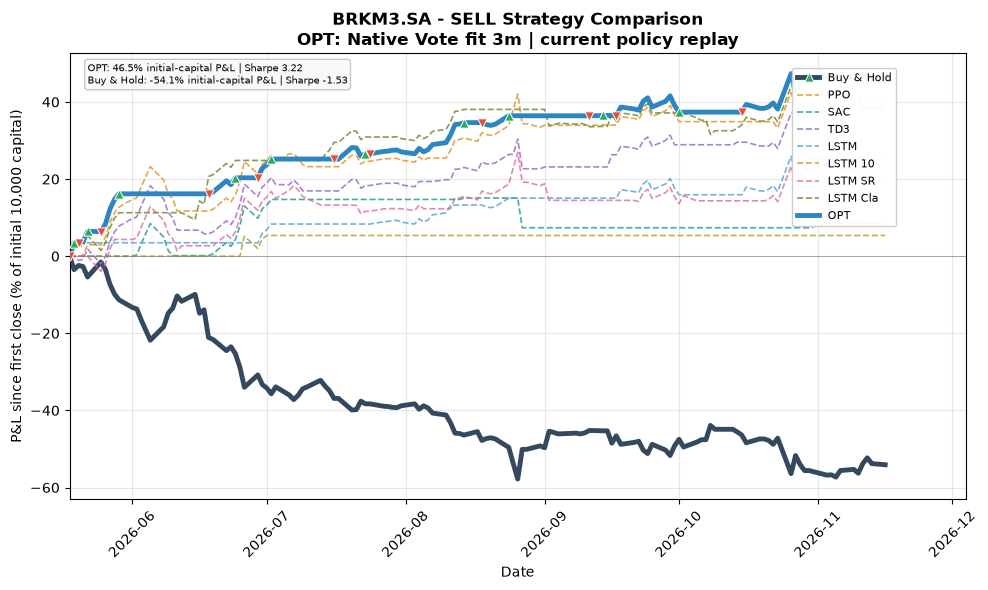 BRKM3.SA - SELL Strategy Comparison
OPT: Native Vote fit 3m | current policy replay
OPT: 46.5% initial-capital P&L | Sharpe 3.22
Buy & Hold: -54.1% initial-capital P&L | Sharpe -1.53
Buy & Hold
PPO
SAC
TD3
LSTM
LSTM 10
LSTM SR
LSTM Cla
OPT
P&L since first close (% of initial 10,000 capital)
40
20
0
−20
−40
−60
2026-06
2026-07
2026-08
2026-09
2026-10
2026-11
2026-12
Date